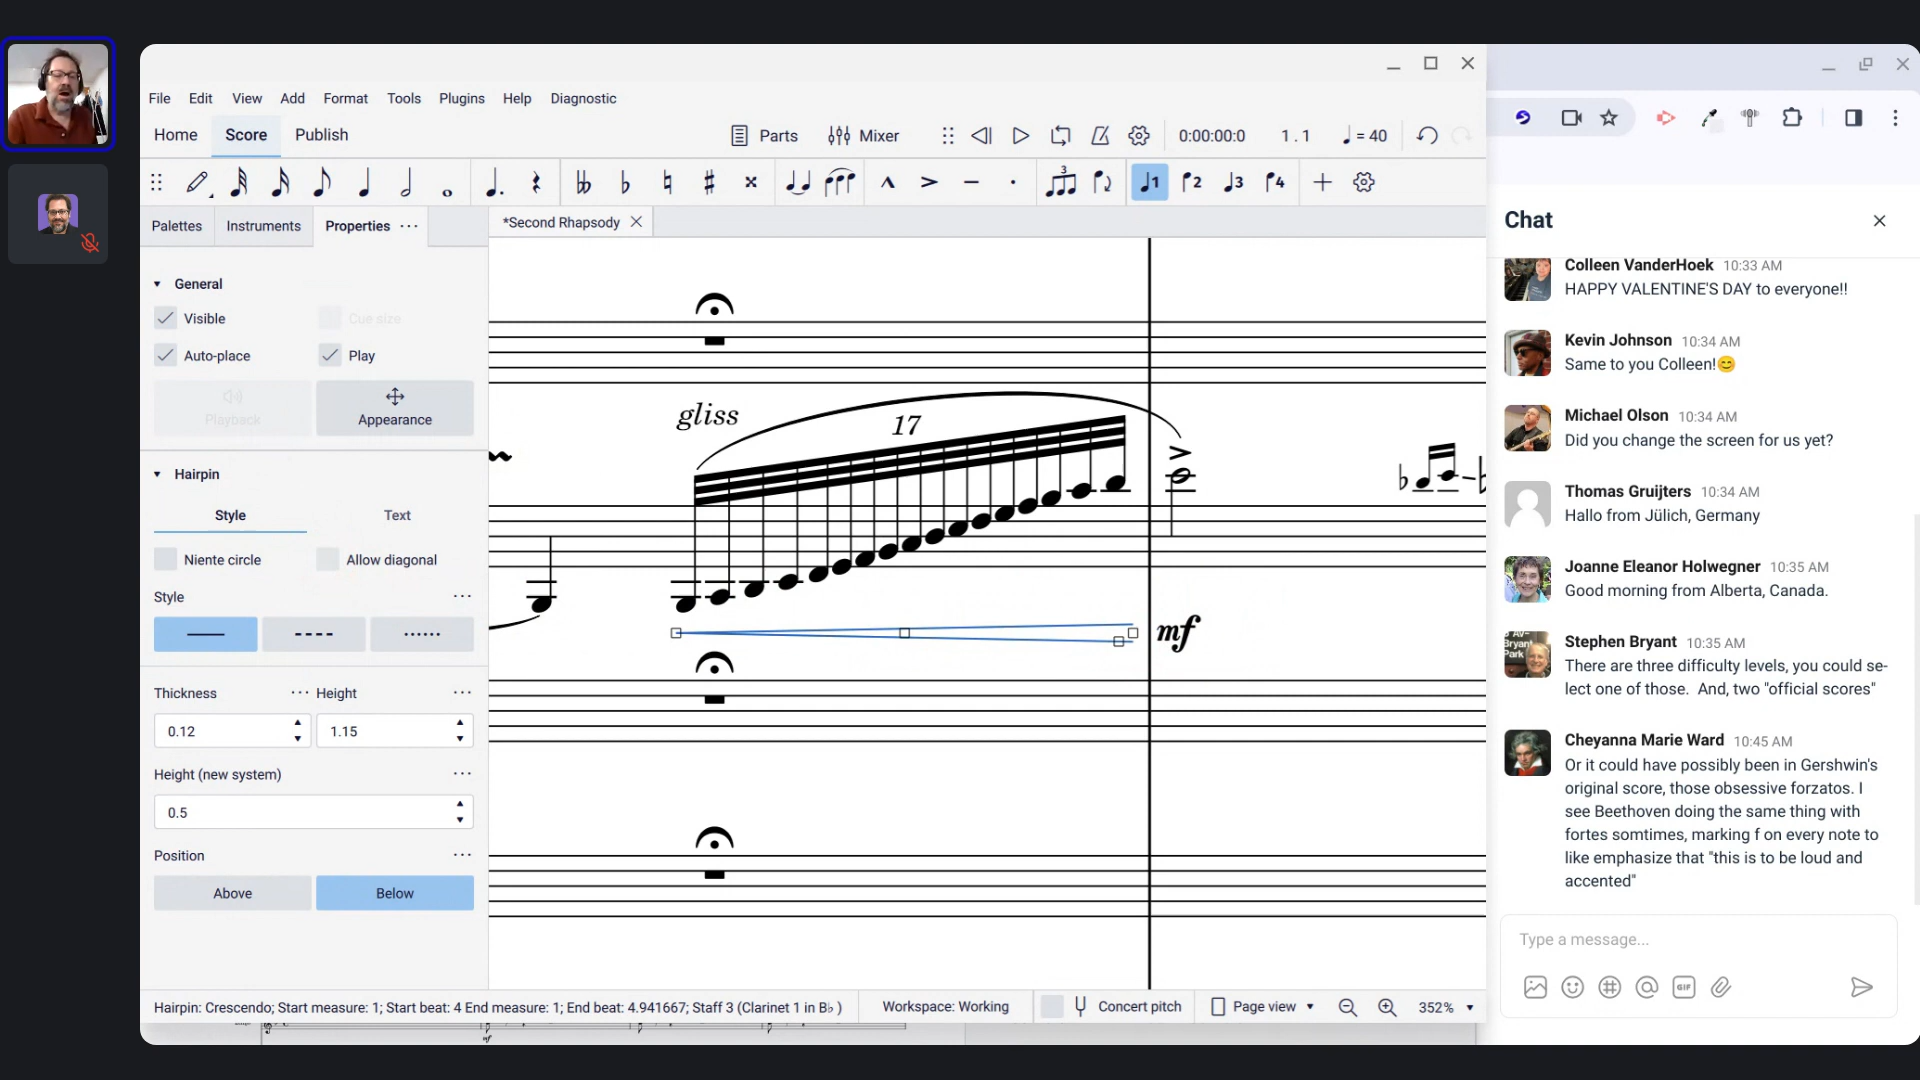 File Edit View Add Format Tools Plugins Help Diagnostic
Home Score Publish Parts Mixer 0:00:00:0 1 . 1 = 40
3 1 2 3 4
Palettes Instruments Properties ··· *Second Rhapsody
General
Visible Cue size
Auto-place Play
Playback Appearance
Hairpin
Style Text
Niente circle Allow diagonal
Style ···
Thickness ··· Height ···
0.12 1.15
Height (new system) ···
0.5
Position ···
Above Below
gliss
17
mf
Hairpin: Crescendo; Start measure: 1; Start beat: 4 End measure: 1; End beat: 4.941667; Staff 3 (Clarinet 1 in B♭ ) Workspace: Working Concert pitch Page view 352%
Chat
Colleen VanderHoek 10:33 AM
HAPPY VALENTINE'S DAY to everyone!!
Kevin Johnson 10:34 AM
Same to you Colleen!😊
Michael Olson 10:34 AM
Did you change the screen for us yet?
Thomas Gruijters 10:34 AM
Hallo from Jülich, Germany
Joanne Eleanor Holwegner 10:35 AM
Good morning from Alberta, Canada.
Stephen Bryant 10:35 AM
There are three difficulty levels, you could se-
lect one of those. And, two "official scores"
Cheyanna Marie Ward 10:45 AM
Or it could have possibly been in Gershwin's
original score, those obsessive forzatos. I
see Beethoven doing the same thing with
fortes somtimes, marking f on every note to
like emphasize that "this is to be loud and
accented"
Type a message...
GIF